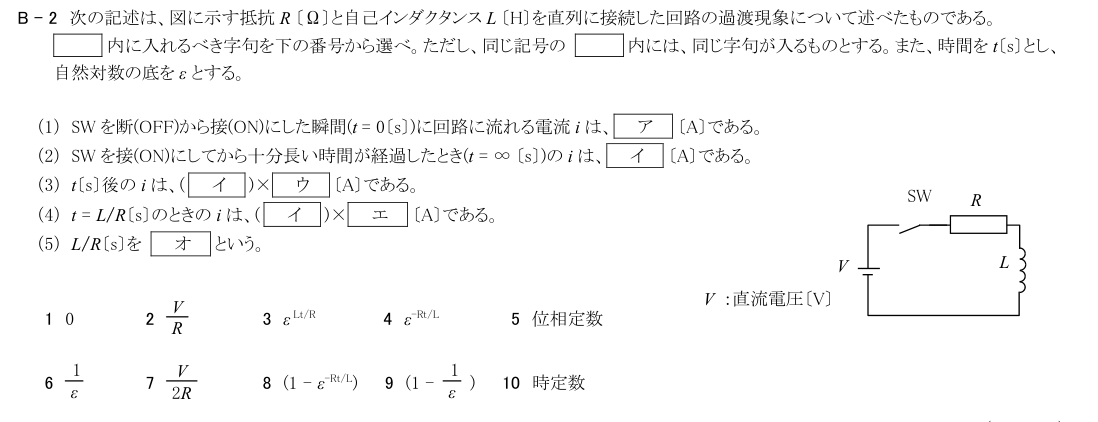 B－2 次の記述は、図に示す抵抗 R〔Ω〕と自己インダクタンス L〔H〕を直列に接続した回路の過渡現象について述べたものである。
内に入れるべき字句を下の番号から選べ。ただし、同じ記号の 内には、同じ字句が入るものとする。また、時間を t〔s〕とし、
自然対数の底を ε とする。
(1) SW を断(OFF)から接(ON)にした瞬間(t = 0〔s〕)に回路に流れる電流 i は、 ア 〔A〕である。
(2) SW を接(ON)にしてから十分長い時間が経過したとき(t = ∞〔s〕)の i は、 イ 〔A〕である。
(3) t〔s〕後の i は、( イ )× ウ 〔A〕である。
(4) t = L/R〔s〕のときの i は、( イ )× エ 〔A〕である。
(5) L/R〔s〕を オ という。
SW R
V L
V ：直流電圧〔V〕
1 0 2 V/R 3 ε^Lt/R 4 ε^-Rt/L 5 位相定数
6 1/ε 7 V/2R 8 (1 - ε^-Rt/L) 9 (1 - 1/ε) 10 時定数